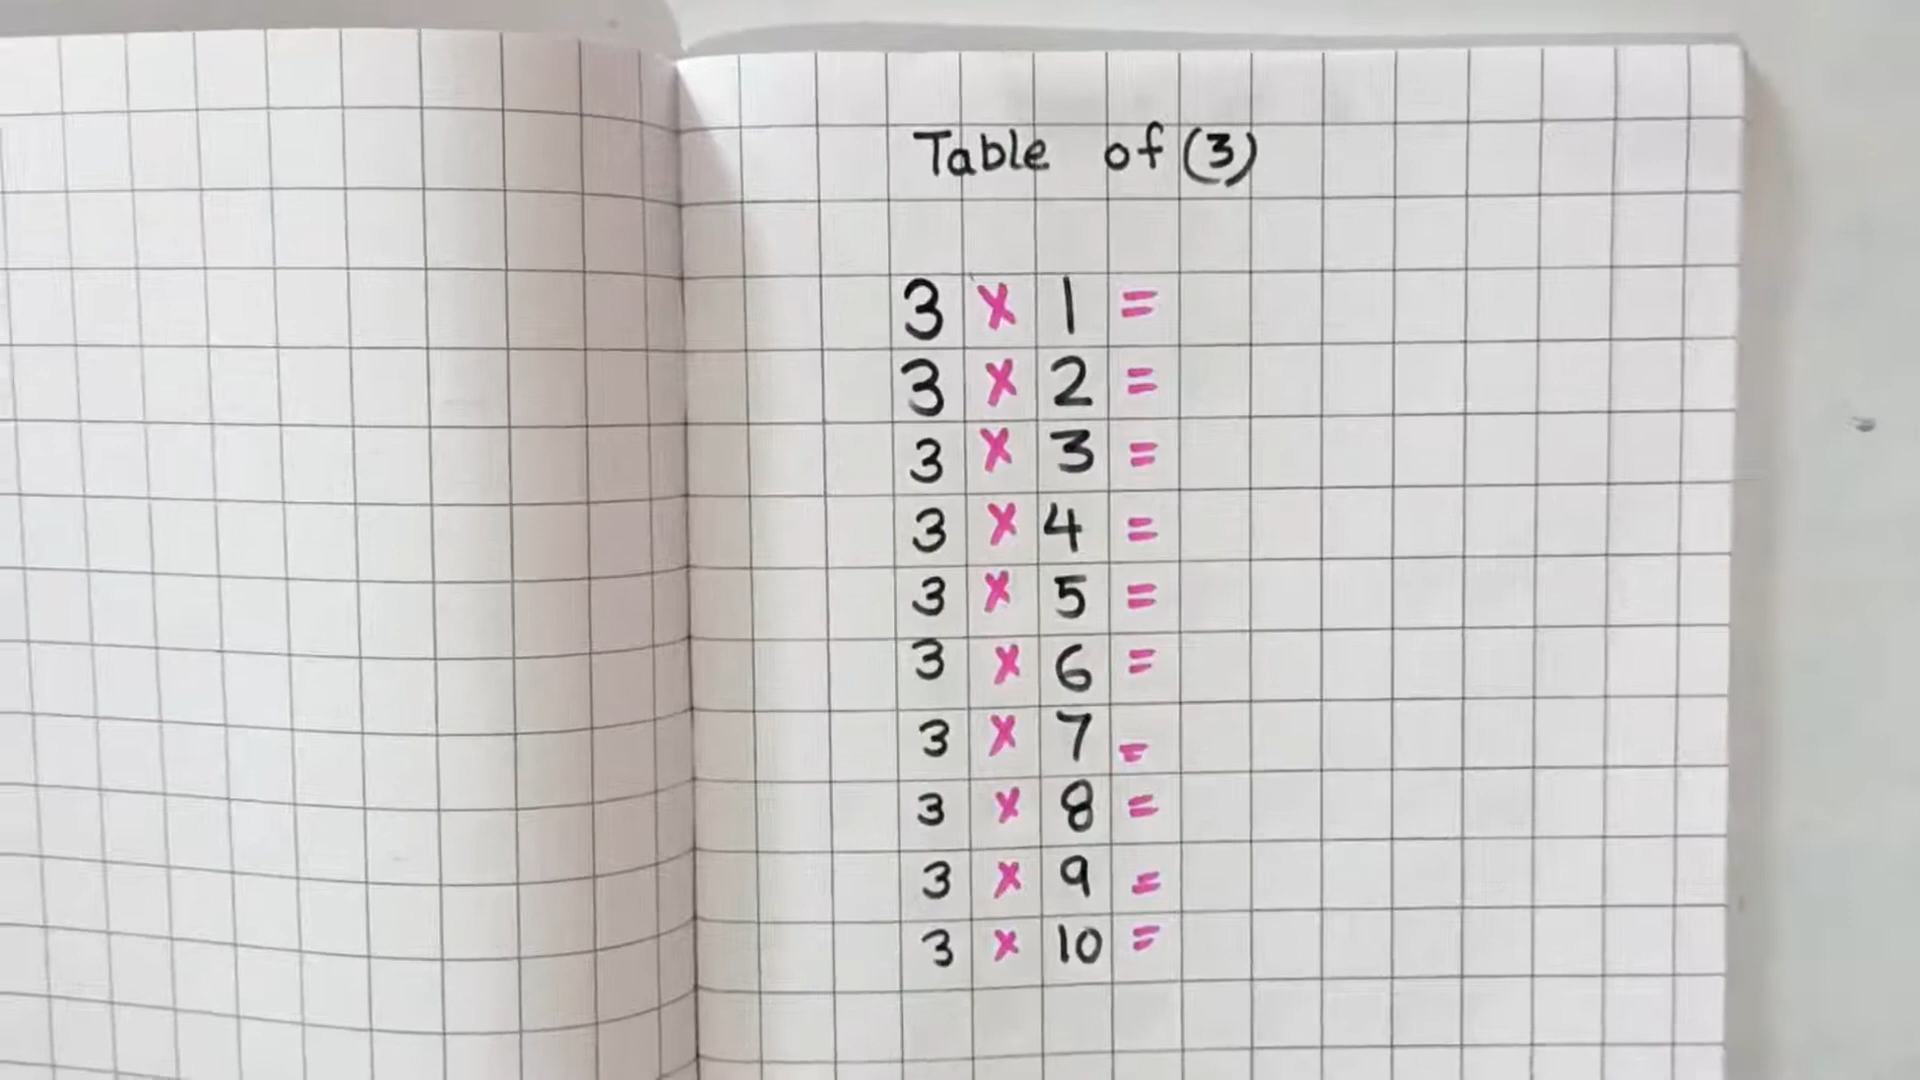 Table of (3)
3 × 1 =
3 × 2 =
3 × 3 =
3 × 4 =
3 × 5 =
3 × 6 =
3 × 7 =
3 × 8 =
3 × 9 =
3 × 10 =